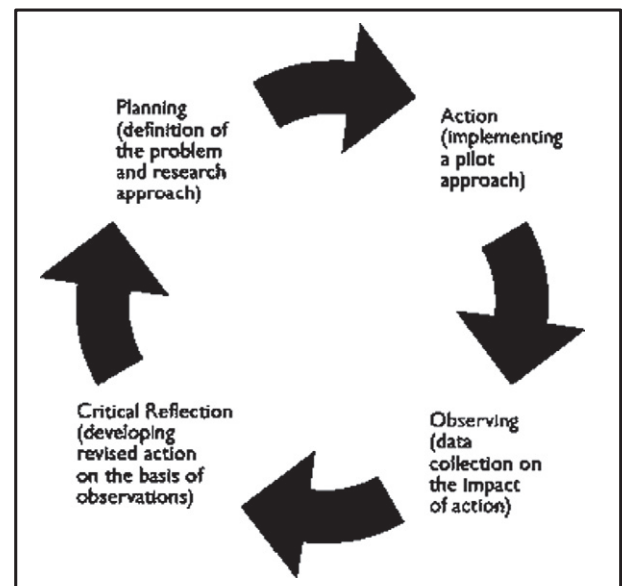 Planning
(definition of
the problem
and research
approach)
Action
(implementing
a pilot
approach)
Observing
(data
collection on
the impact
of action)
Critical Reflection
(developing
revised action
on the basis of
observations)